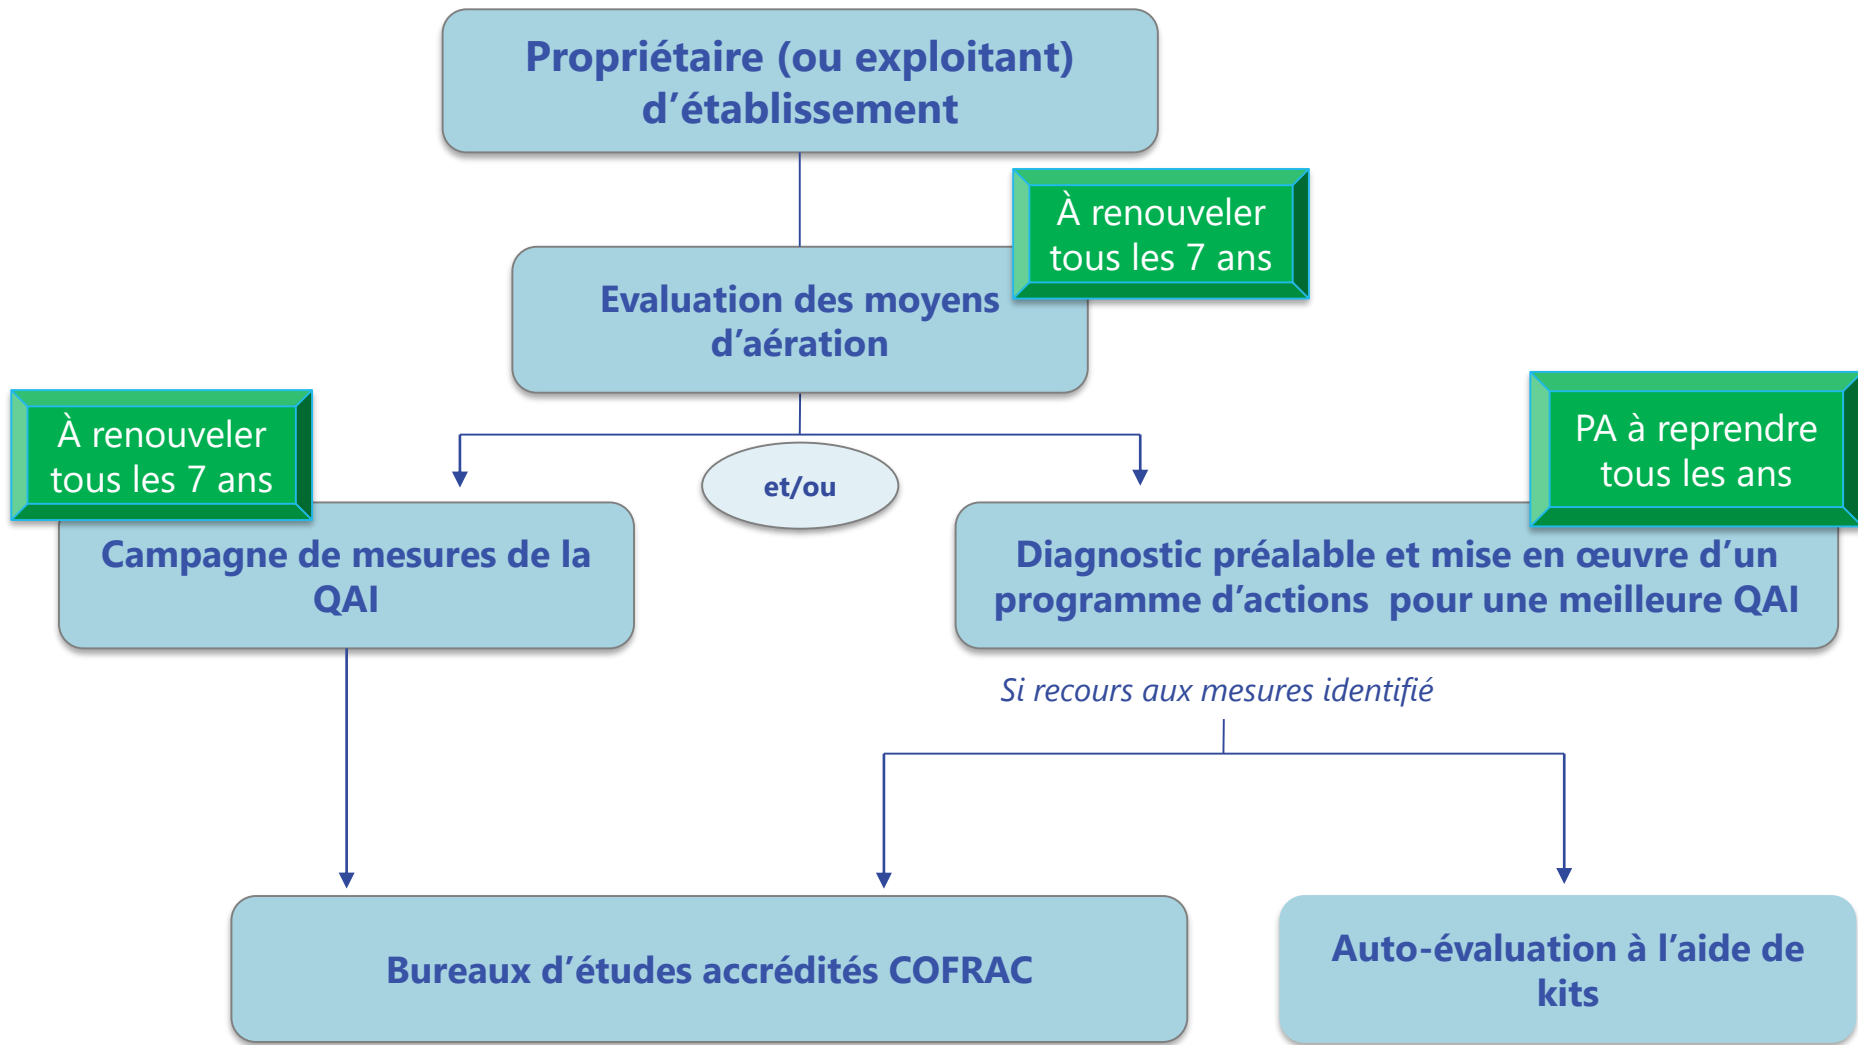 Propriétaire (ou exploitant)
d’établissement
À renouveler
tous les 7 ans
Evaluation des moyens
d’aération
À renouveler
tous les 7 ans
et/ou
PA à reprendre
tous les ans
Campagne de mesures de la
QAI
Diagnostic préalable et mise en œuvre d’un
programme d’actions  pour une meilleure QAI
Si recours aux mesures identifié
Bureaux d’études accrédités COFRAC
Auto-évaluation à l’aide de
kits